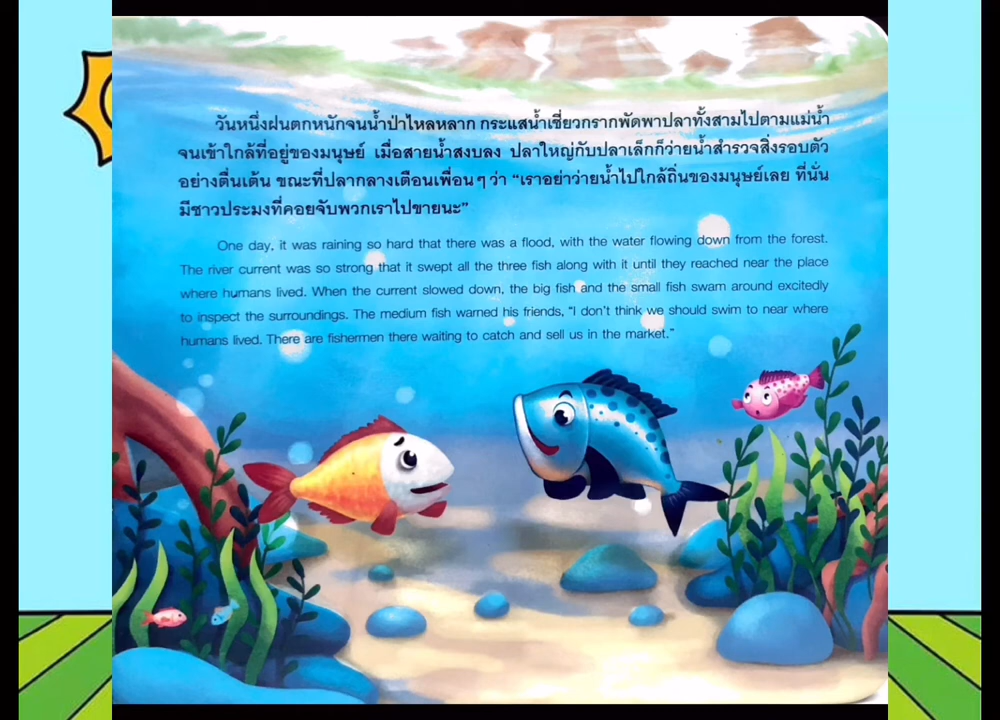 วันหนึ่งฝนตกหนักจนน้ำป่าไหลหลาก กระแสน้ำเชี่ยวกรากพัดพาปลาทั้งสามไปตามแม่น้ำ
จนเข้าใกล้ที่อยู่ของมนุษย์ เมื่อสายน้ำสงบลง ปลาใหญ่กับปลาเล็กก็ว่ายน้ำสำรวจสิ่งรอบตัว
อย่างตื่นเต้น ขณะที่ปลากลางเตือนเพื่อน ๆ ว่า “เราอย่าว่ายน้ำไปใกล้ถิ่นของมนุษย์เลย ที่นั่น
มีชาวประมงที่คอยจับพวกเราไปขายนะ”
One day, it was raining so hard that there was a flood, with the water flowing down from the forest.
The river current was so strong that it swept all the three fish along with it until they reached near the place
where humans lived. When the current slowed down, the big fish and the small fish swam around excitedly
to inspect the surroundings. The medium fish warned his friends, “I don't think we should swim to near where
humans lived. There are fishermen there waiting to catch and sell us in the market.”